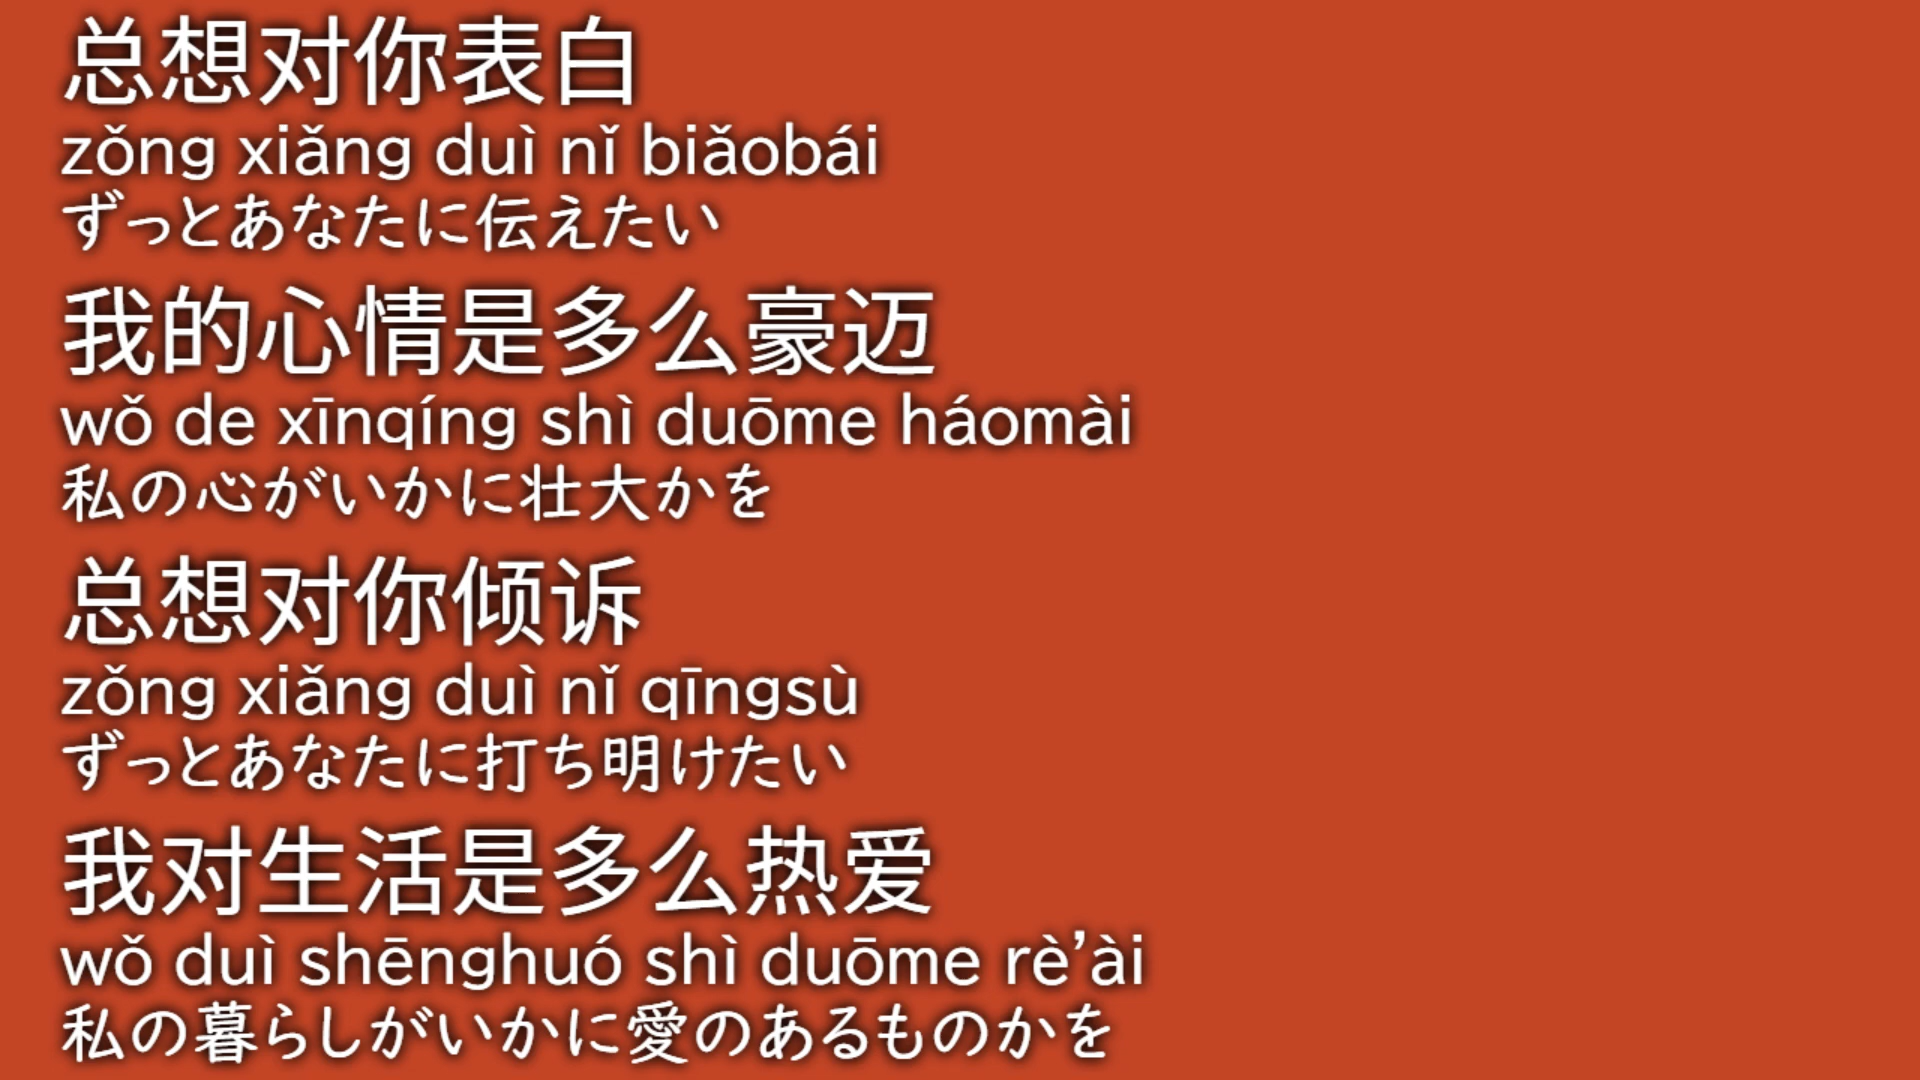 总想对你表白
zǒng xiǎng duì nǐ biǎobái
ずっとあなたに伝えたい
我的心情是多么豪迈
wǒ de xīnqíng shì duōme háomài
私の心がいかに壮大かを
总想对你倾诉
zǒng xiǎng duì nǐ qīngsù
ずっとあなたに打ち明けたい
我对生活是多么热爱
wǒ duì shēnghuó shì duōme rè’ài
私の暮らしがいかに愛のあるものかを